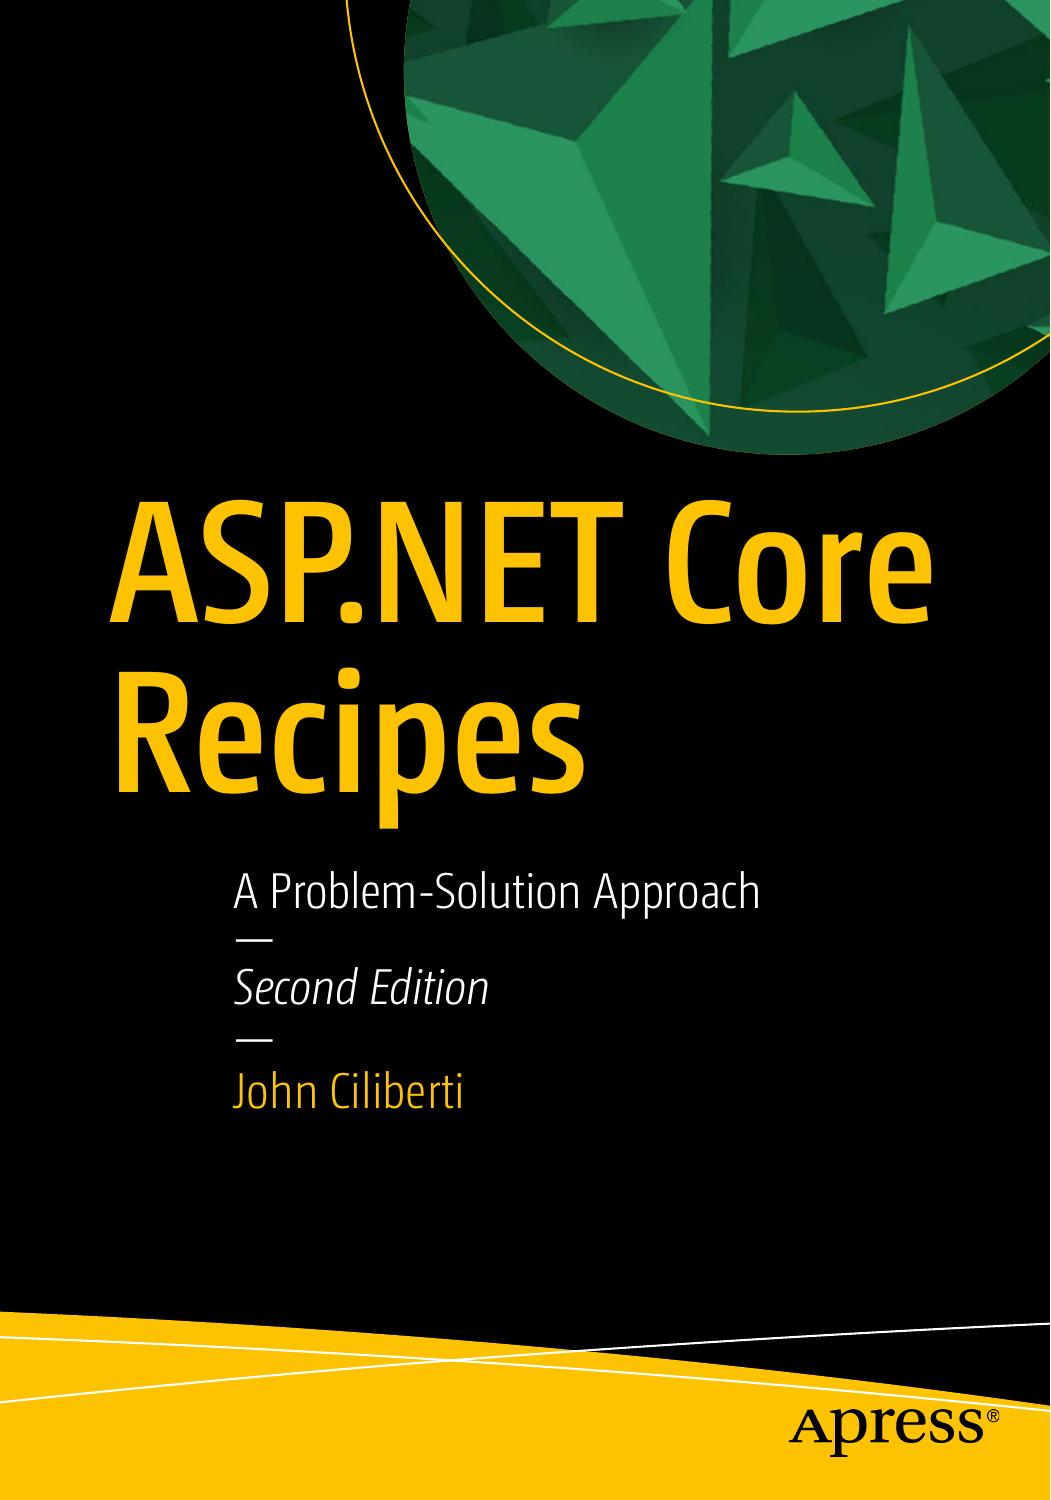 ASP.NET Core
Recipes
A Problem-Solution Approach
—
Second Edition
—
John Ciliberti
Apress®